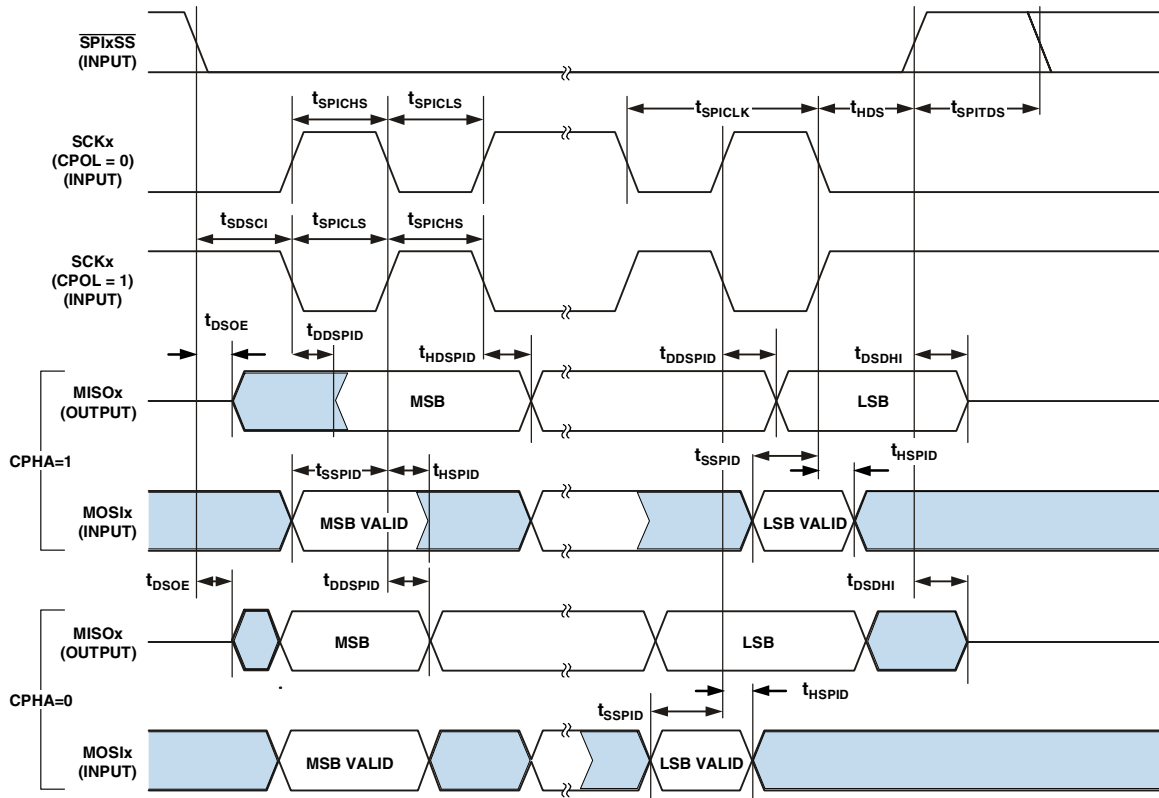 SPIxSS
(INPUT)
tSPICHS
tSPICLS
tSPICLK
tHDS
tSPITDS
SCKx
(CPOL = 0)
(INPUT)
tSDSCI
tSPICLS
tSPICHS
SCKx
(CPOL = 1)
(INPUT)
tDSOE
tDDSPID
tHDSPID
tDDSPID
tDSDHI
MISOx
(OUTPUT)
MSB
LSB
CPHA=1
tSSPID
tHSPID
tSSPID
tHSPID
MOSIx
(INPUT)
MSB VALID
LSB VALID
tDSOE
tDDSPID
tDSDHI
MISOx
(OUTPUT)
MSB
LSB
CPHA=0
tSSPID
tHSPID
MOSIx
(INPUT)
MSB VALID
LSB VALID